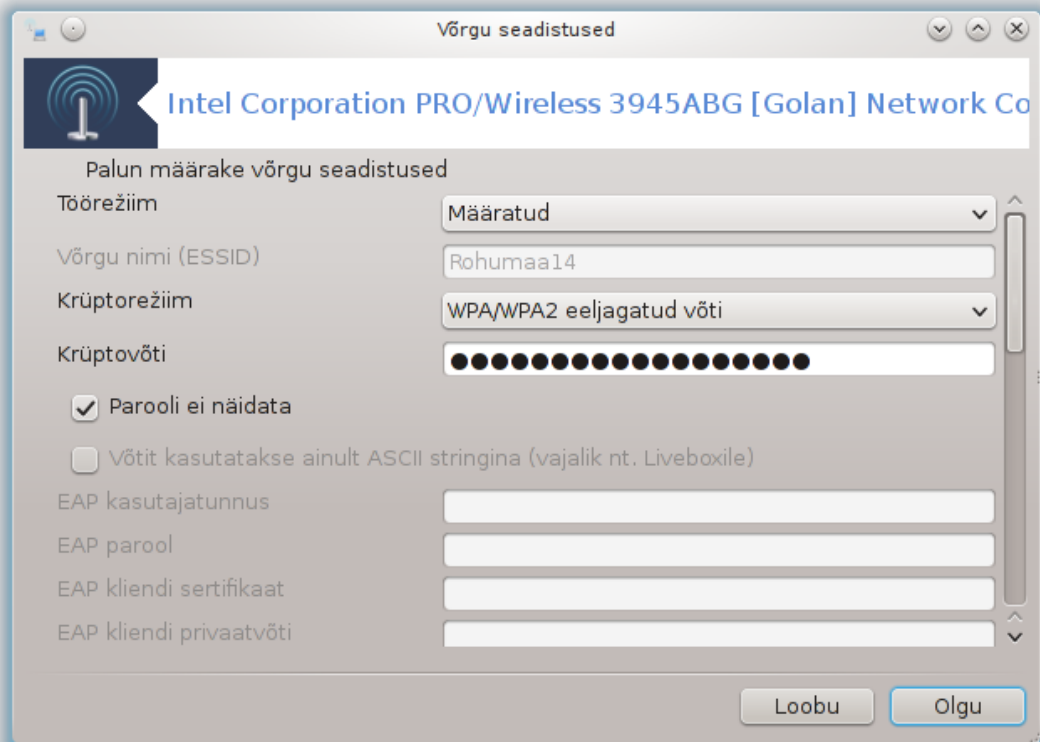 Võrgu seadistused
Intel Corporation PRO/Wireless 3945ABG [Golan] Network Co
Palun määrake võrgu seadistused
Töörežiim
Määratud
Võrgu nimi (ESSID)
Rohumaa14
Krüptorežiim
WPA/WPA2 eeljagatud võti
Krüptovõti
●●●●●●●●●●●●●●●●●●
Parooli ei näidata
Võtit kasutatakse ainult ASCII stringina (vajalik nt. Liveboxile)
EAP kasutajatunnus
EAP parool
EAP kliendi sertifikaat
EAP kliendi privaatvõti
Loobu
Olgu